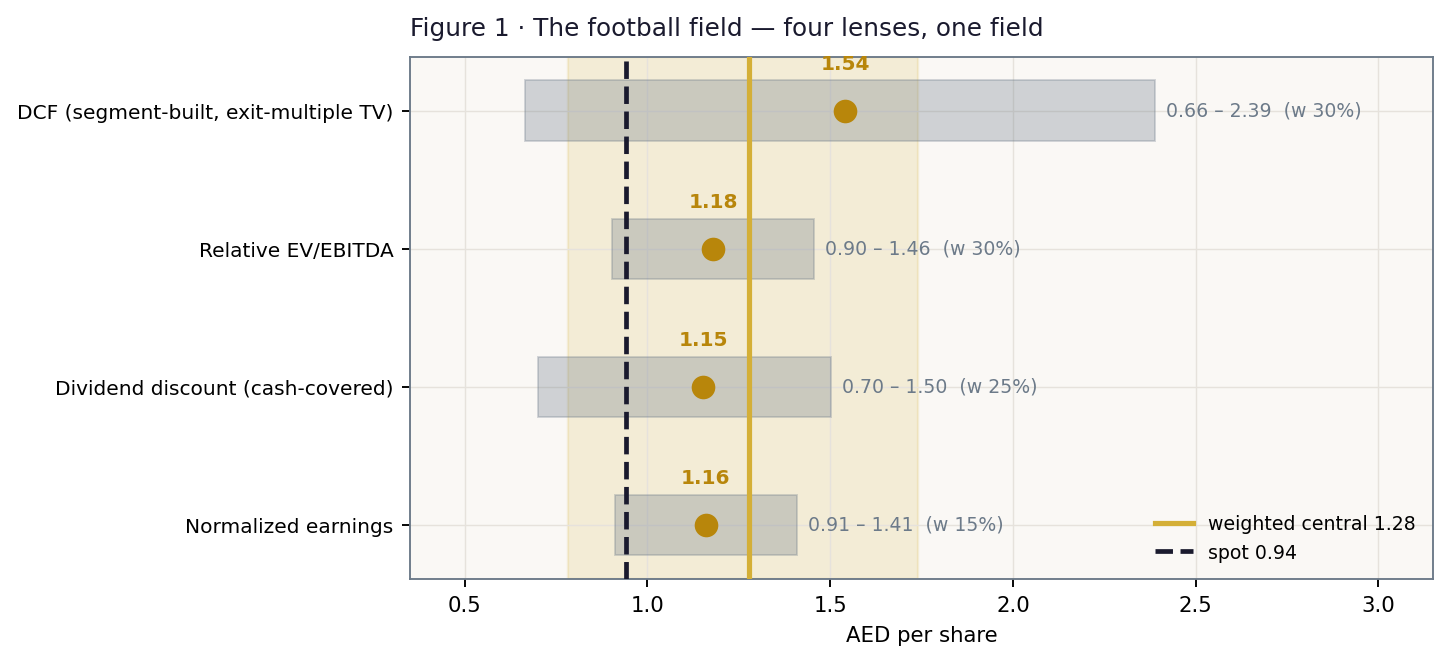 Figure 1 · The football field — four lenses, one field
1.54
DCF (segment-built, exit-multiple TV)
0.66 – 2.39 (w 30%)
1.18
Relative EV/EBITDA
0.90 – 1.46 (w 30%)
1.15
Dividend discount (cash-covered)
0.70 – 1.50 (w 25%)
1.16
Normalized earnings
0.91 – 1.41 (w 15%)
weighted central 1.28
spot 0.94
0.5 1.0 1.5 2.0 2.5 3.0
AED per share